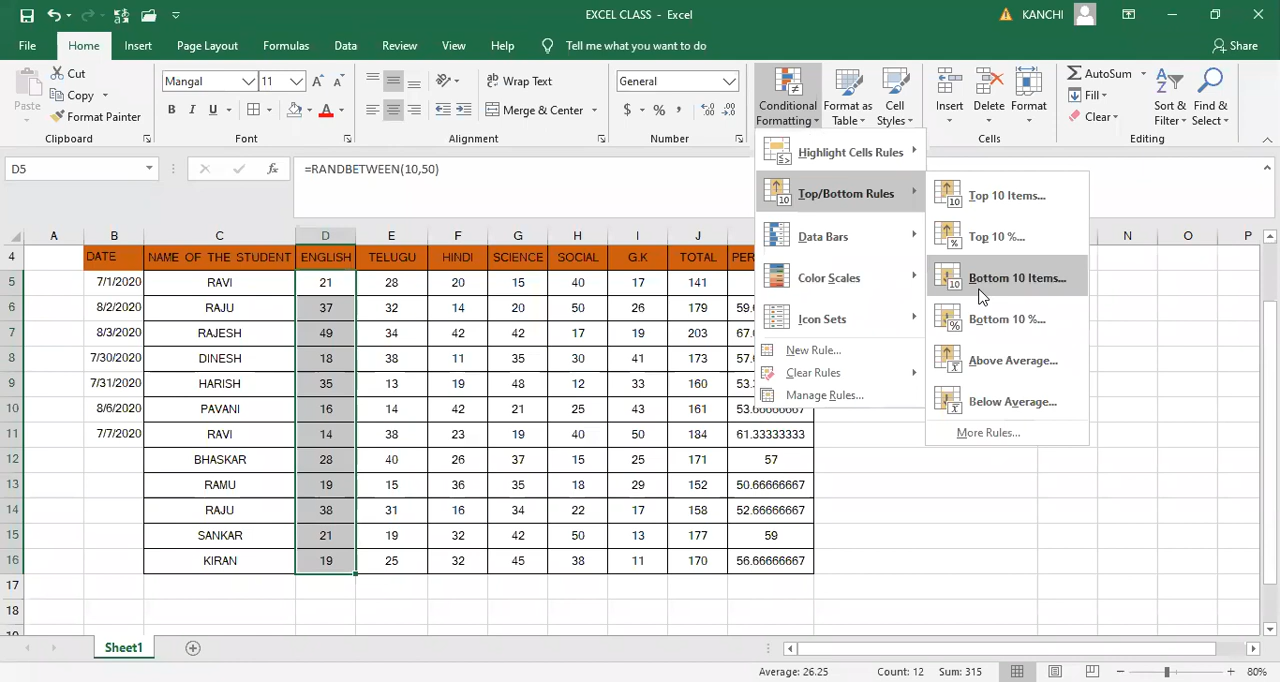 EXCEL CLASS - Excel
KANCHI
File Home Insert Page Layout Formulas Data Review View Help Tell me what you want to do Share
Paste
Cut
Copy
Format Painter
Clipboard
Mangal 11
B I U
Font
Wrap Text
Merge & Center
Alignment
General
$ % ,
Number
Conditional Formatting
Format as Table
Cell Styles
Insert Delete Format
Cells
AutoSum
Fill
Clear
Sort & Filter
Find & Select
Editing
D5
=RANDBETWEEN(10,50)
Highlight Cells Rules
Top/Bottom Rules
Data Bars
Color Scales
Icon Sets
New Rule...
Clear Rules
Manage Rules...
Top 10 Items...
Top 10 %...
Bottom 10 Items...
Bottom 10 %...
Above Average...
Below Average...
More Rules...
A B C D E F G H I J N O P
4 DATE NAME OF THE STUDENT ENGLISH TELUGU HINDI SCIENCE SOCIAL G.K TOTAL PER
5 7/1/2020 RAVI 21 28 20 15 40 17 141
6 8/2/2020 RAJU 37 32 14 20 50 26 179 59.
7 8/3/2020 RAJESH 49 34 42 42 17 19 203 67.
8 7/30/2020 DINESH 18 38 11 35 30 41 173 57.
9 7/31/2020 HARISH 35 13 19 48 12 33 160 53.
10 8/6/2020 PAVANI 16 14 42 21 25 43 161 53.66666667
11 7/7/2020 RAVI 14 38 23 19 40 50 184 61.33333333
12 BHASKAR 28 40 26 37 15 25 171 57
13 RAMU 19 15 36 35 18 29 152 50.66666667
14 RAJU 38 31 16 34 22 17 158 52.66666667
15 SANKAR 21 19 32 42 50 13 177 59
16 KIRAN 19 25 32 45 38 11 170 56.66666667
17
18
Sheet1
Average: 26.25 Count: 12 Sum: 315 80%